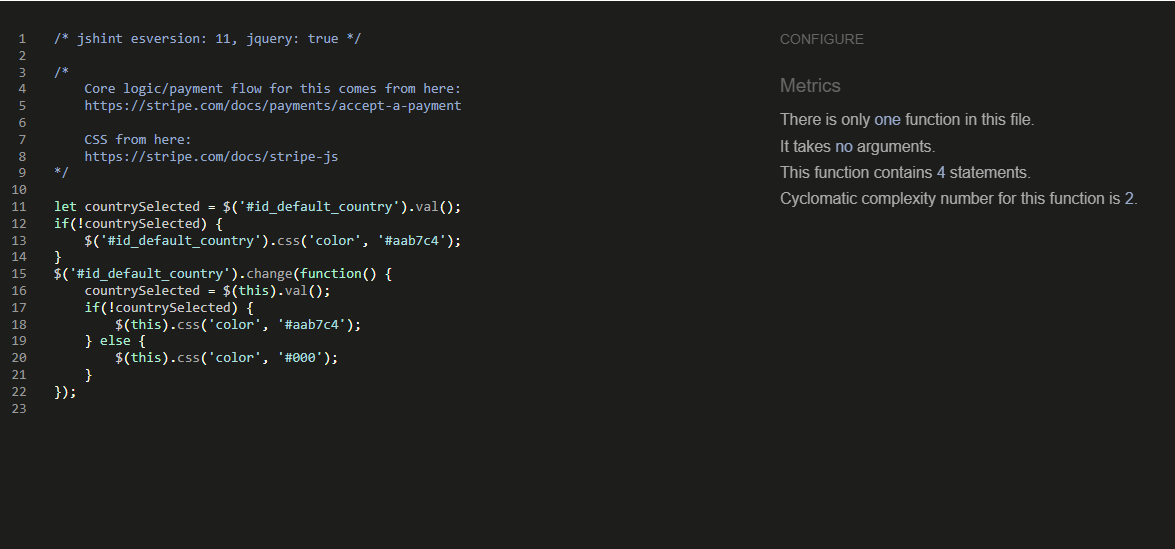 1 /* jshint esversion: 11, jquery: true */
2
3 /*
4     Core logic/payment flow for this comes from here:
5     https://stripe.com/docs/payments/accept-a-payment
6
7     CSS from here:
8     https://stripe.com/docs/stripe-js
9 */
10
11 let countrySelected = $('#id_default_country').val();
12 if(!countrySelected) {
13     $('#id_default_country').css('color', '#aab7c4');
14 }
15 $('#id_default_country').change(function() {
16     countrySelected = $(this).val();
17     if(!countrySelected) {
18         $(this).css('color', '#aab7c4');
19     } else {
20         $(this).css('color', '#000');
21     }
22 });
23
CONFIGURE
Metrics
There is only one function in this file.
It takes no arguments.
This function contains 4 statements.
Cyclomatic complexity number for this function is 2.